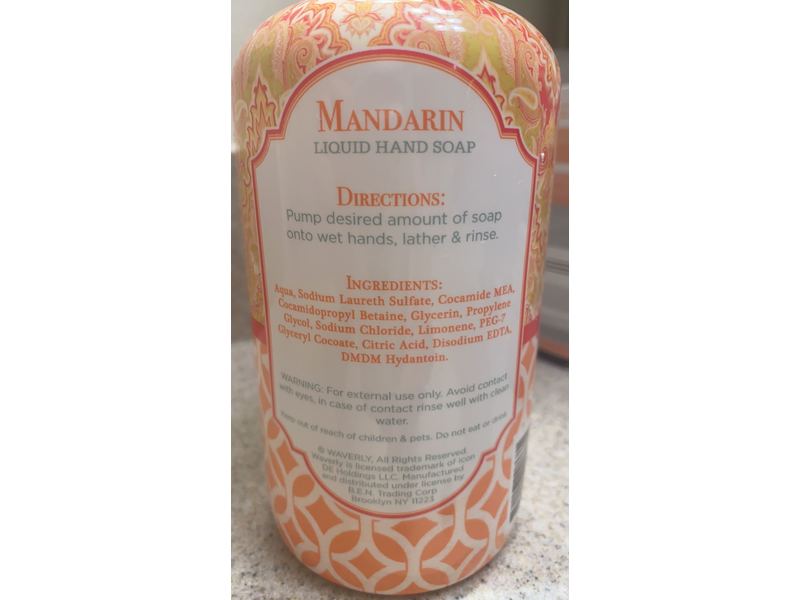 MANDARIN
LIQUID HAND SOAP
DIRECTIONS:
Pump desired amount of soap
onto wet hands, lather & rinse.
INGREDIENTS:
Aqua, Sodium Laureth Sulfate, Cocamide MEA,
Cocamidopropyl Betaine, Glycerin, Propylene
Glycol, Sodium Chloride, Limonene, PEG-7
Glyceryl Cocoate, Citric Acid, Disodium EDTA,
DMDM Hydantoin.
WARNING: For external use only. Avoid contact
with eyes, in case of contact rinse well with clean
water.
Keep out of reach of children & pets. Do not eat or drink.
© WAVERLY, All Rights Reserved.
Waverly is licensed trademark of icon
DE Holdings LLC. Manufactured
and distributed under license by
B.E.N. Trading Corp
Brooklyn NY 11223